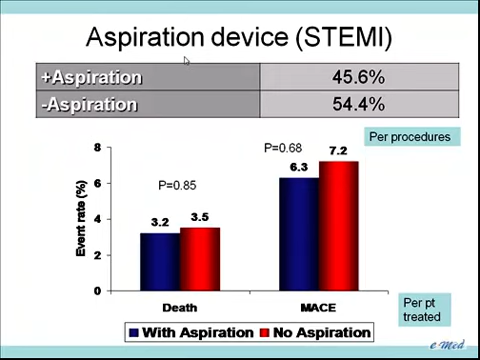 Aspiration device (STEMI)
+Aspiration 45.6%
-Aspiration 54.4%
Per procedures
8
6
4
2
0
Event rate (%)
P=0.85
P=0.68
3.2
3.5
6.3
7.2
Death
MACE
Per pt
treated
With Aspiration No Aspiration
e Med